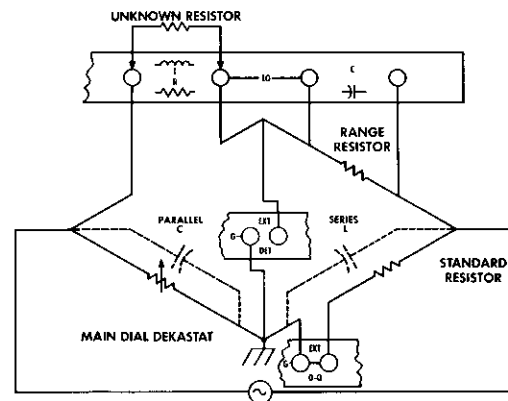 UNKNOWN RESISTOR
L
R
LO
C
RANGE
RESISTOR
PARALLEL
C
EXT
G
DET
SERIES
L
STANDARD
RESISTOR
MAIN DIAL DEKASTAT
EXT
G
D-Q